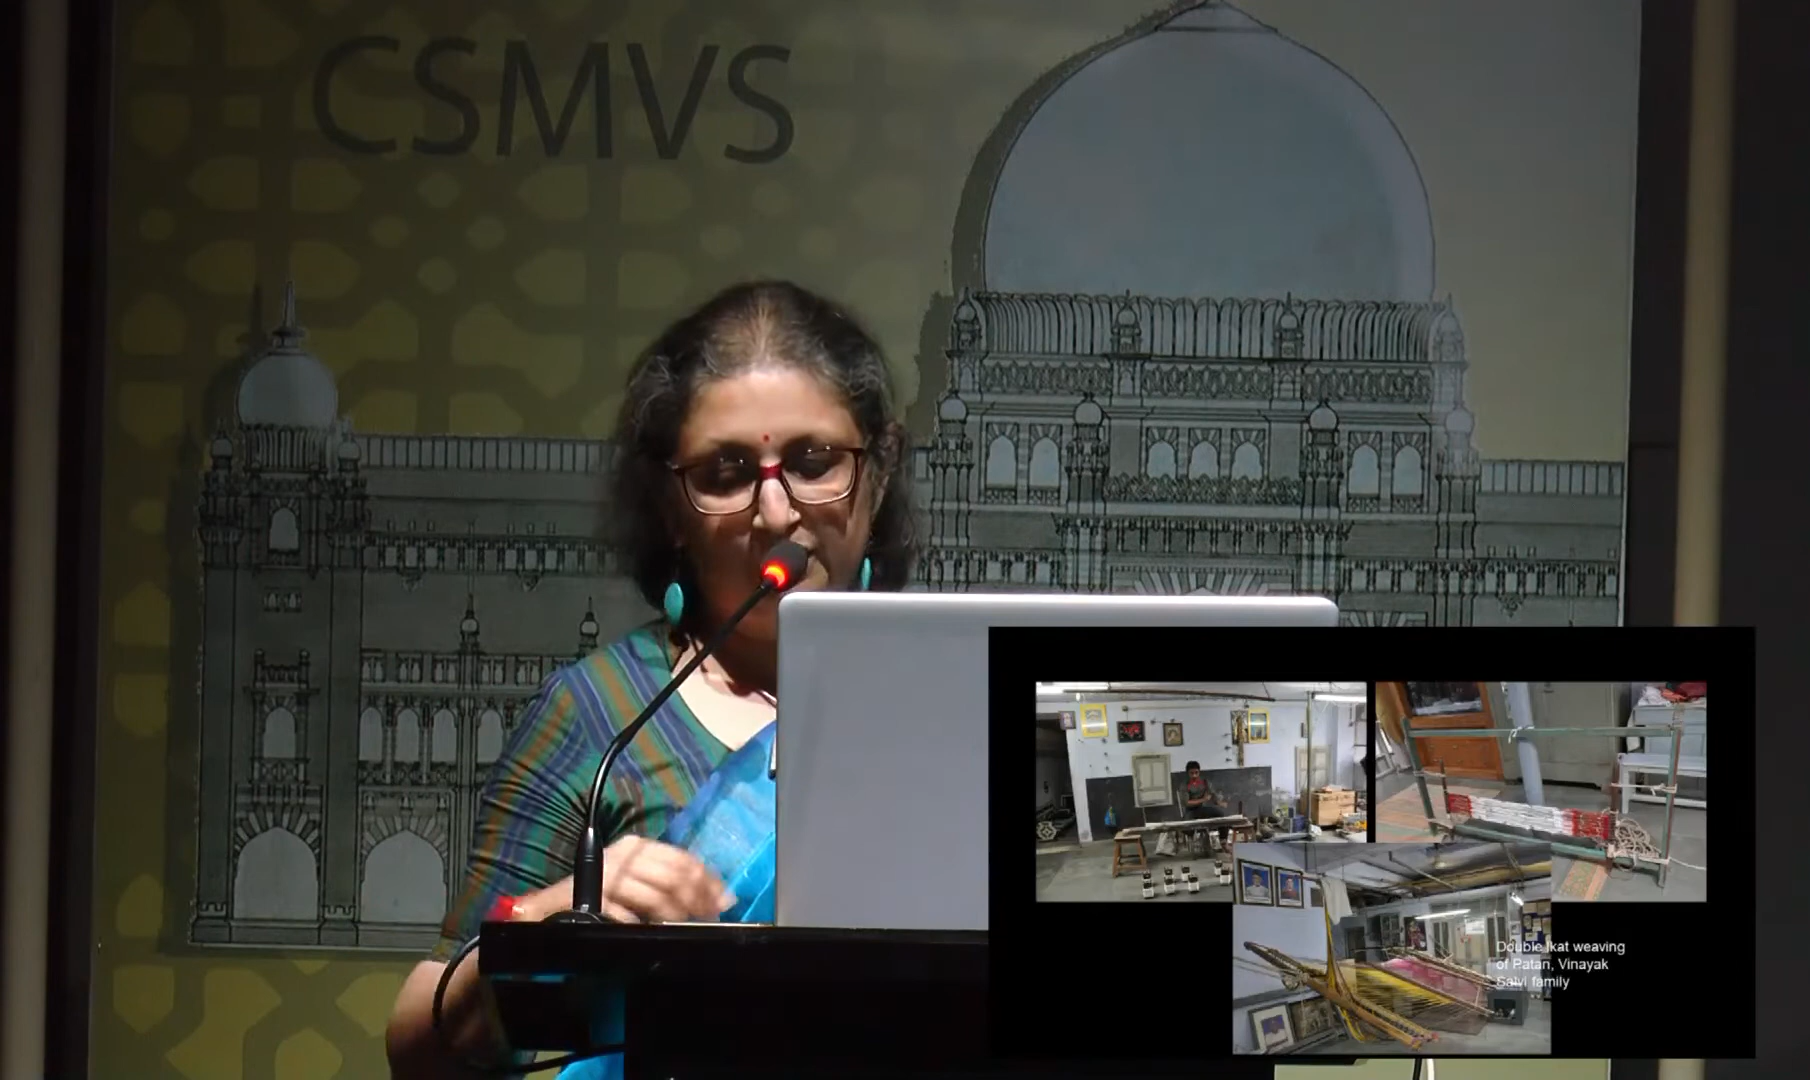 CSMVS
Double Ikat weaving
of Patan, Vinayak
Salvi family